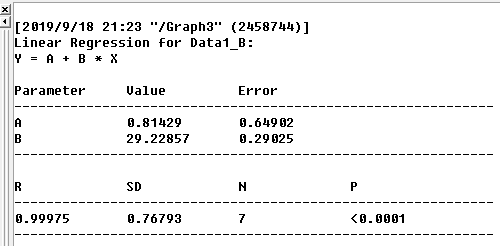 [2019/9/18 21:23 "/Graph3" (2458744)]
Linear Regression for Data1_B:
Y = A + B * X
Parameter Value Error
------------------------------------------------------------
A 0.81429 0.64902
B 29.22857 0.29025
------------------------------------------------------------
R SD N P
------------------------------------------------------------
0.99975 0.76793 7 <0.0001
------------------------------------------------------------